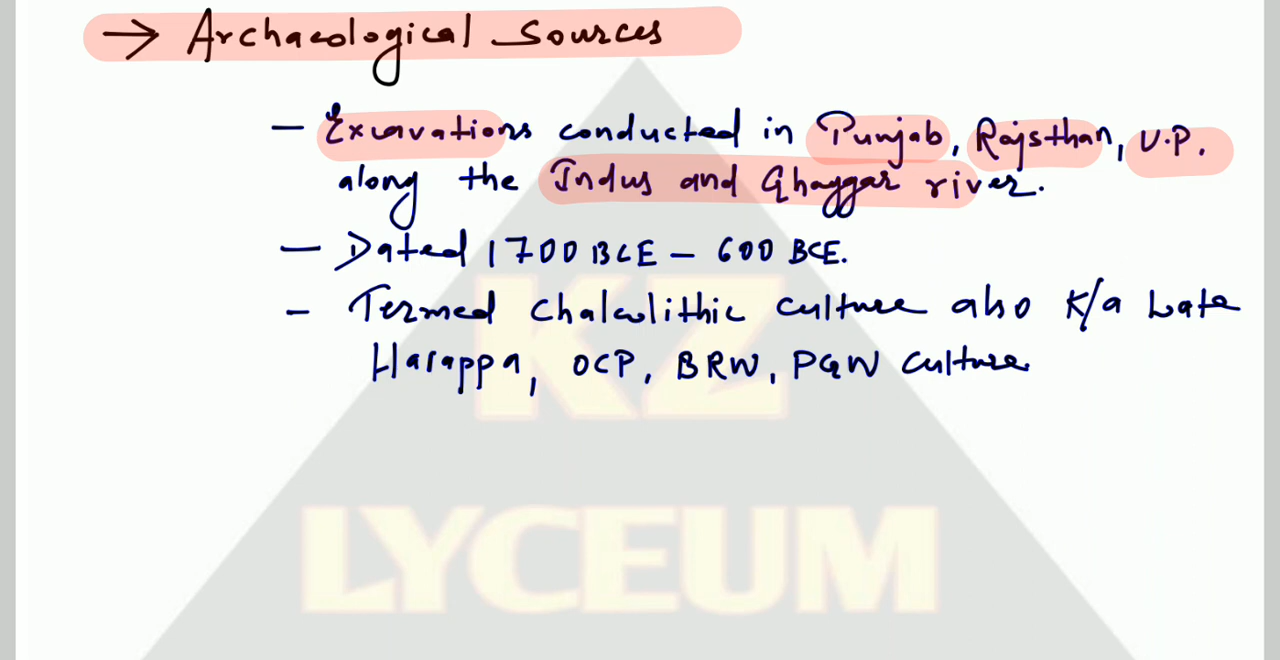 → Archaeological Sources
– Excavations conducted in Punjab, Rajsthan, U.P.
along the Indus and Ghaggar river.
– Dated 1700 BCE – 600 BCE.
– Termed Chalcolithic culture also K/a Late
Harappa, OCP, BRW, PGW culture
KZ
LYCEUM